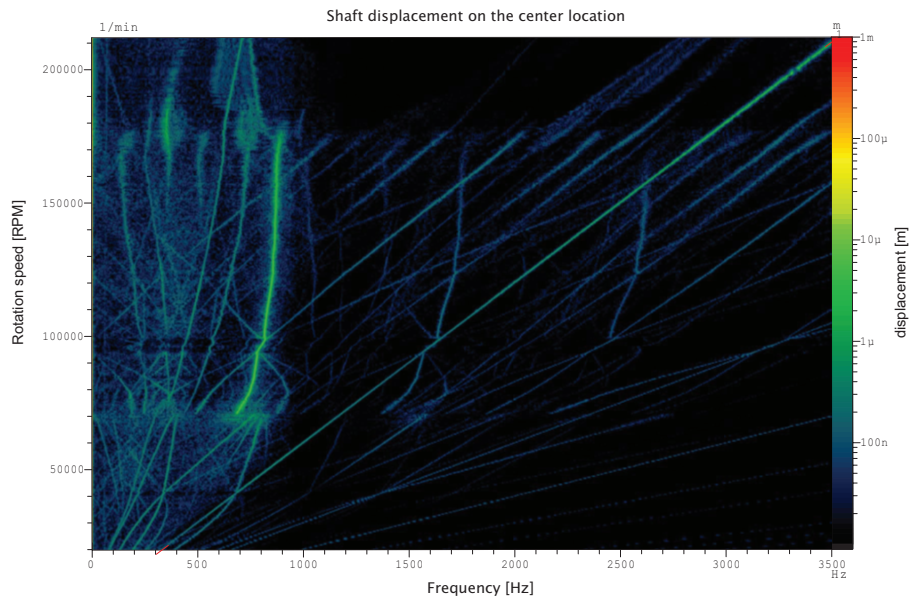 Shaft displacement on the center location
1/min
m
1m
200000
100µ
150000
10µ
100000
1µ
50000
100n
Rotation speed [RPM]
displacement [m]
0 500 1000 1500 2000 2500 3000 3500
Hz
Frequency [Hz]